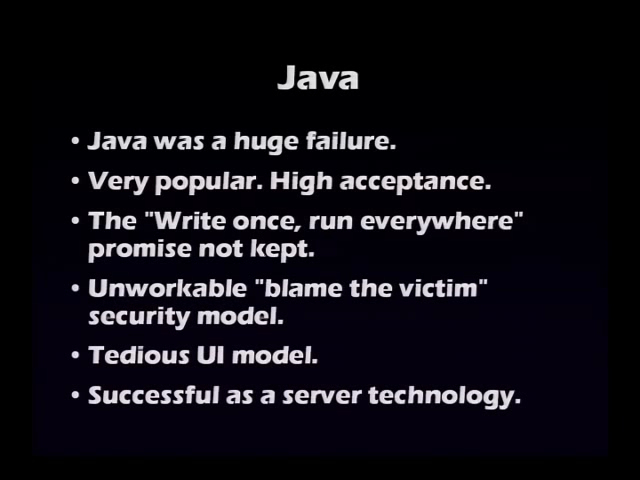 Java
• Java was a huge failure.
• Very popular. High acceptance.
• The "Write once, run everywhere"
promise not kept.
• Unworkable "blame the victim"
security model.
• Tedious UI model.
• Successful as a server technology.